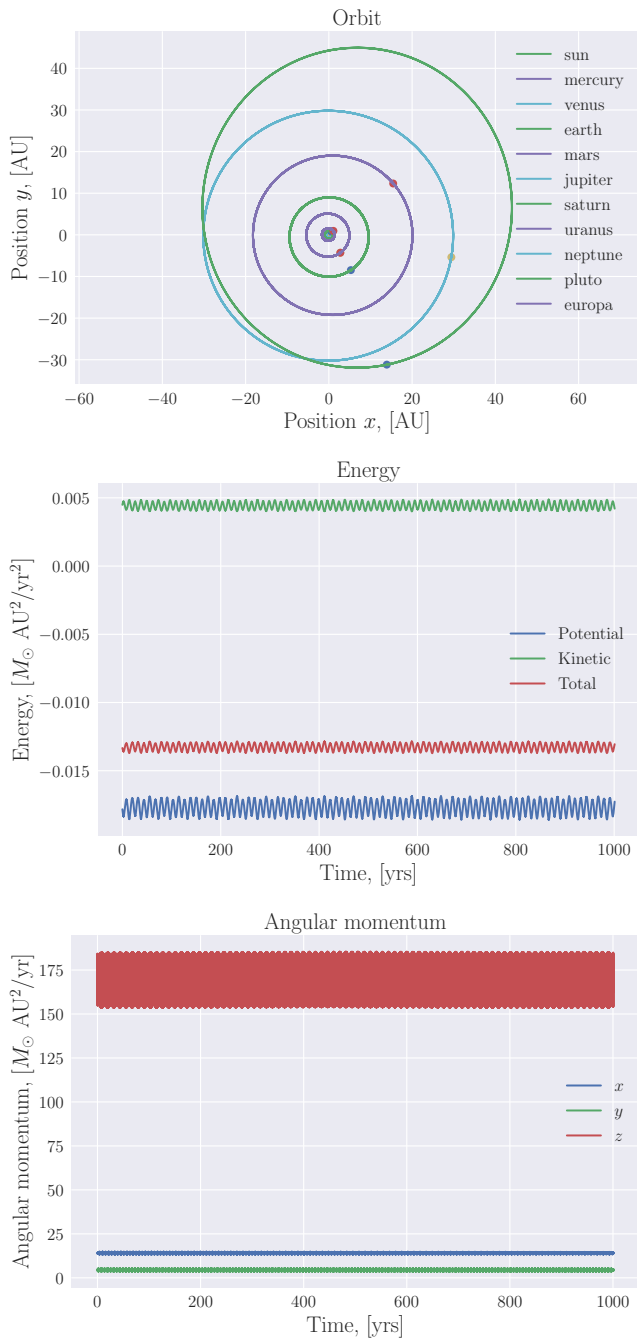 Orbit
Position y, [AU]
40
30
20
10
0
−10
−20
−30
−60
−40
−20
0
20
40
60
Position x, [AU]
sun
mercury
venus
earth
mars
jupiter
saturn
uranus
neptune
pluto
europa
Energy
Energy, [M⊙ AU²/yr²]
0.005
0.000
−0.005
−0.010
−0.015
Potential
Kinetic
Total
0
200
400
600
800
1000
Time, [yrs]
Angular momentum
Angular momentum, [M⊙ AU²/yr]
175
150
125
100
75
50
25
0
x
y
z
0
200
400
600
800
1000
Time, [yrs]